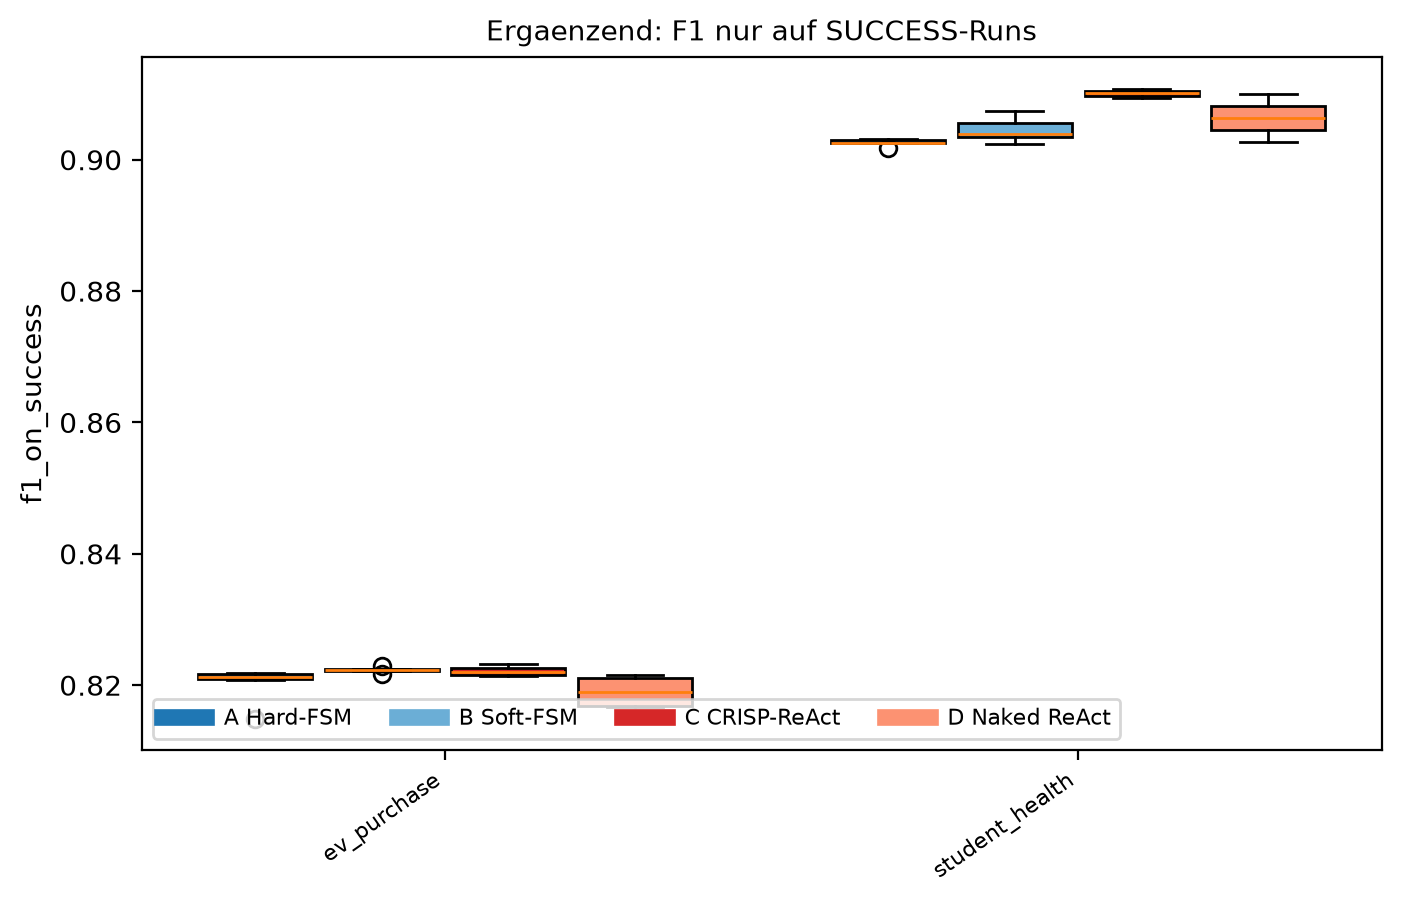 Ergaenzend: F1 nur auf SUCCESS-Runs
f1_on_success
0.90
0.88
0.86
0.84
0.82
A Hard-FSM
B Soft-FSM
C CRISP-ReAct
D Naked ReAct
ev_purchase
student_health